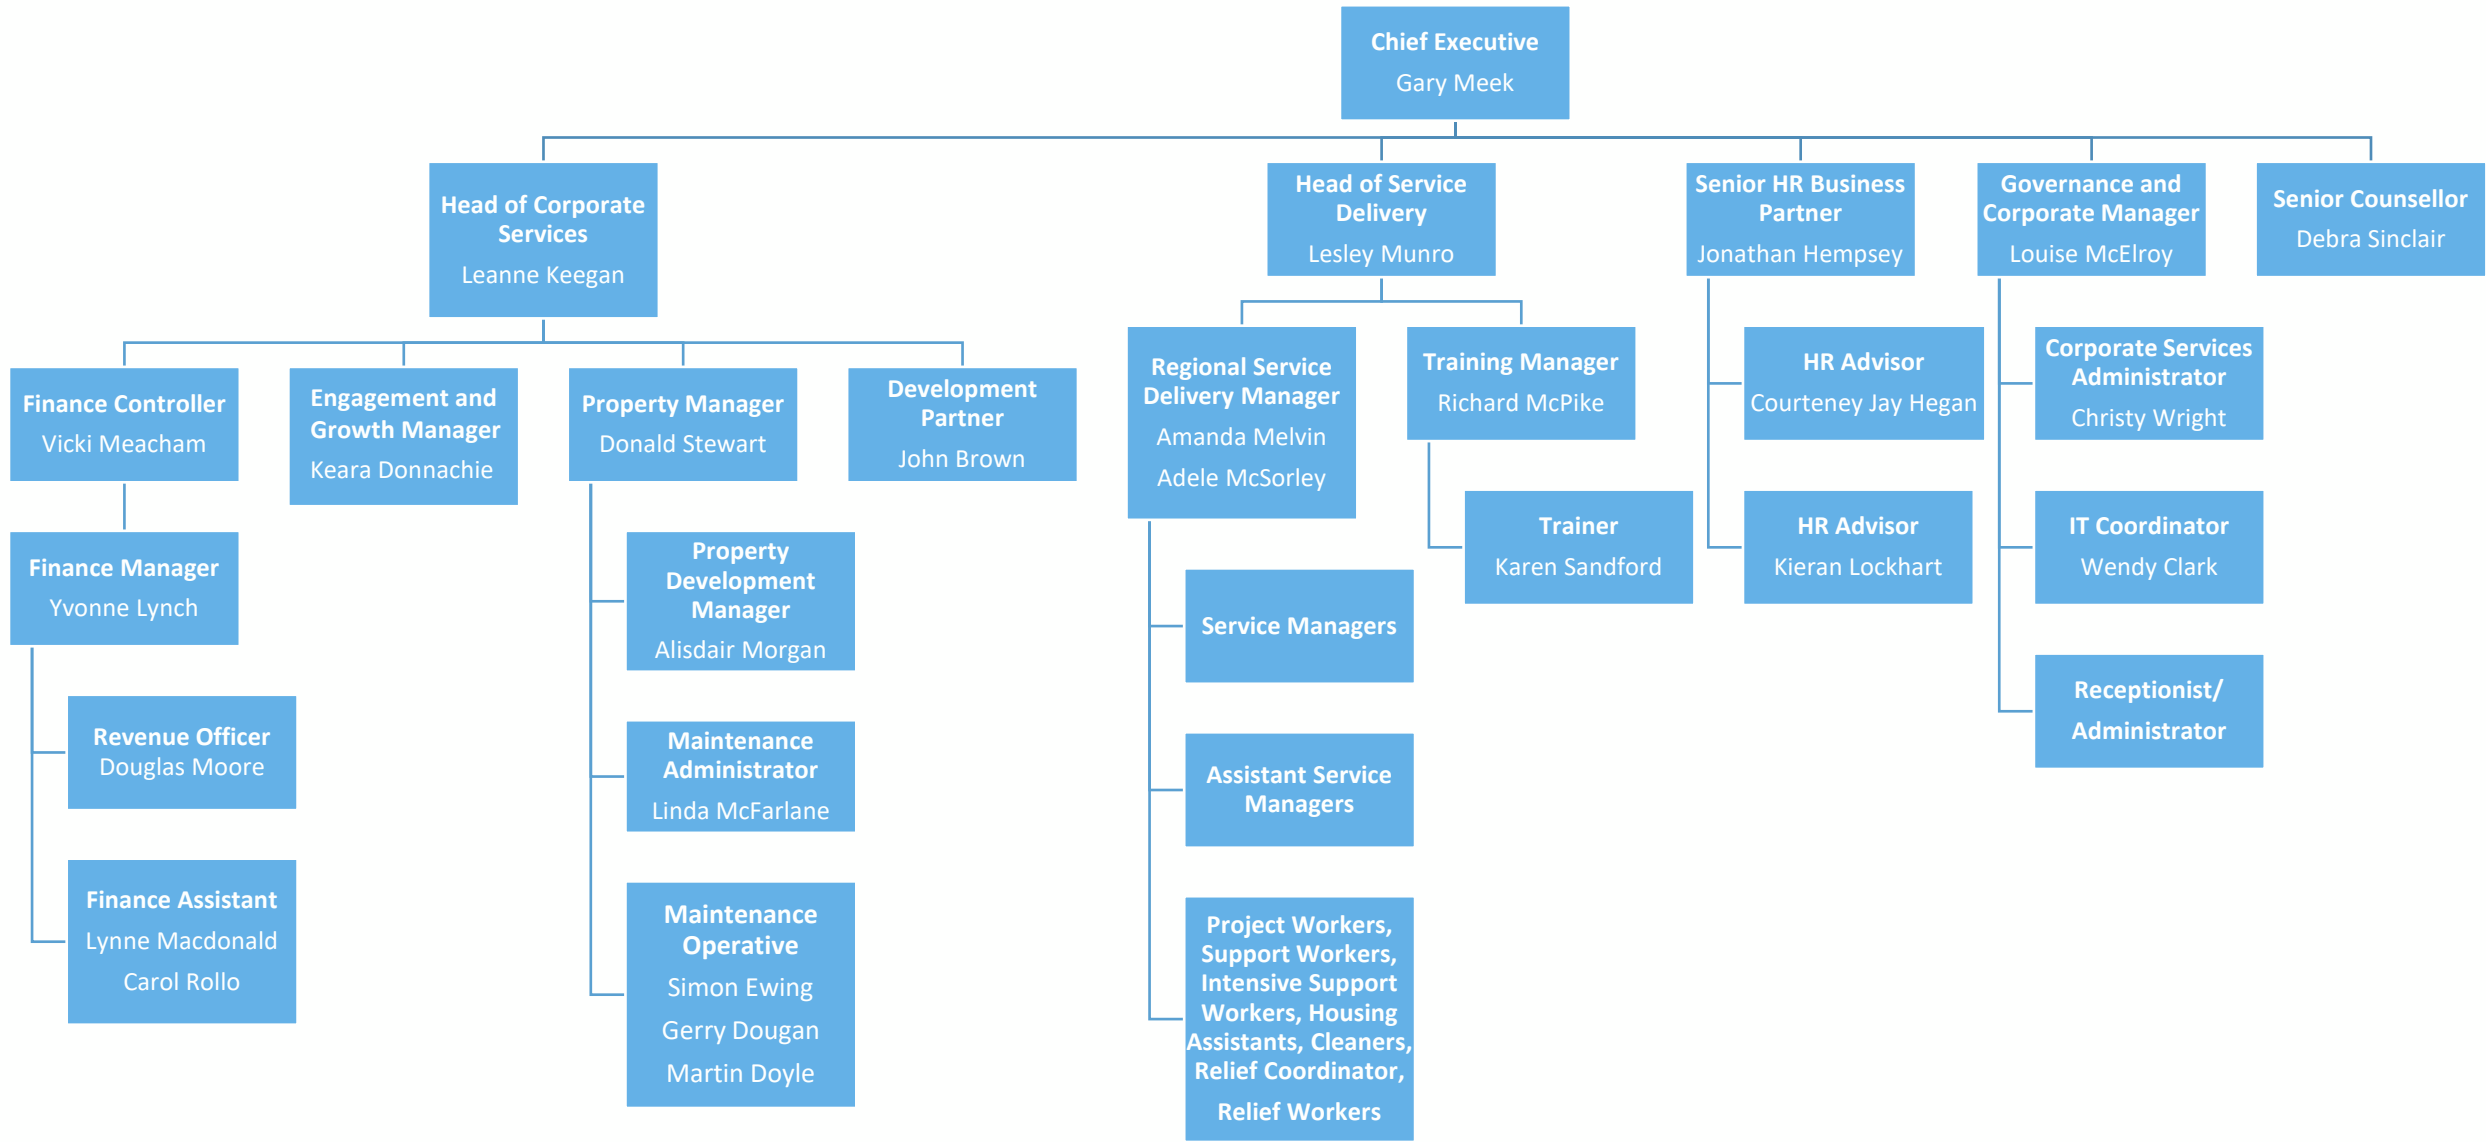 Chief Executive
Gary Meek
Head of Corporate
Services
Leanne Keegan
Head of Service
Delivery
Lesley Munro
Senior HR Business
Partner
Jonathan Hempsey
Governance and
Corporate Manager
Louise McElroy
Senior Counsellor
Debra Sinclair
Finance Controller
Vicki Meacham
Engagement and
Growth Manager
Keara Donnachie
Property Manager
Donald Stewart
Development
Partner
John Brown
Regional Service
Delivery Manager
Amanda Melvin
Adele McSorley
Training Manager
Richard McPike
HR Advisor
Courteney Jay Hegan
Corporate Services
Administrator
Christy Wright
Finance Manager
Yvonne Lynch
Property
Development
Manager
Alisdair Morgan
Service Managers
Trainer
Karen Sandford
HR Advisor
Kieran Lockhart
IT Coordinator
Wendy Clark
Revenue Officer
Douglas Moore
Maintenance
Administrator
Linda McFarlane
Assistant Service
Managers
Receptionist/
Administrator
Finance Assistant
Lynne Macdonald
Carol Rollo
Maintenance
Operative
Simon Ewing
Gerry Dougan
Martin Doyle
Project Workers,
Support Workers,
Intensive Support
Workers, Housing
Assistants, Cleaners,
Relief Coordinator,
Relief Workers